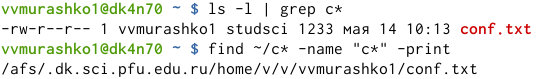 vvmurashko1@dk4n70 ~ $ ls -l | grep c*
-rw-r--r-- 1 vvmurashko1 studsci 1233 мая 14 10:13 conf.txt
vvmurashko1@dk4n70 ~ $ find ~/c* -name "c*" -print
/afs/.dk.sci.pfu.edu.ru/home/v/v/vvmurashko1/conf.txt